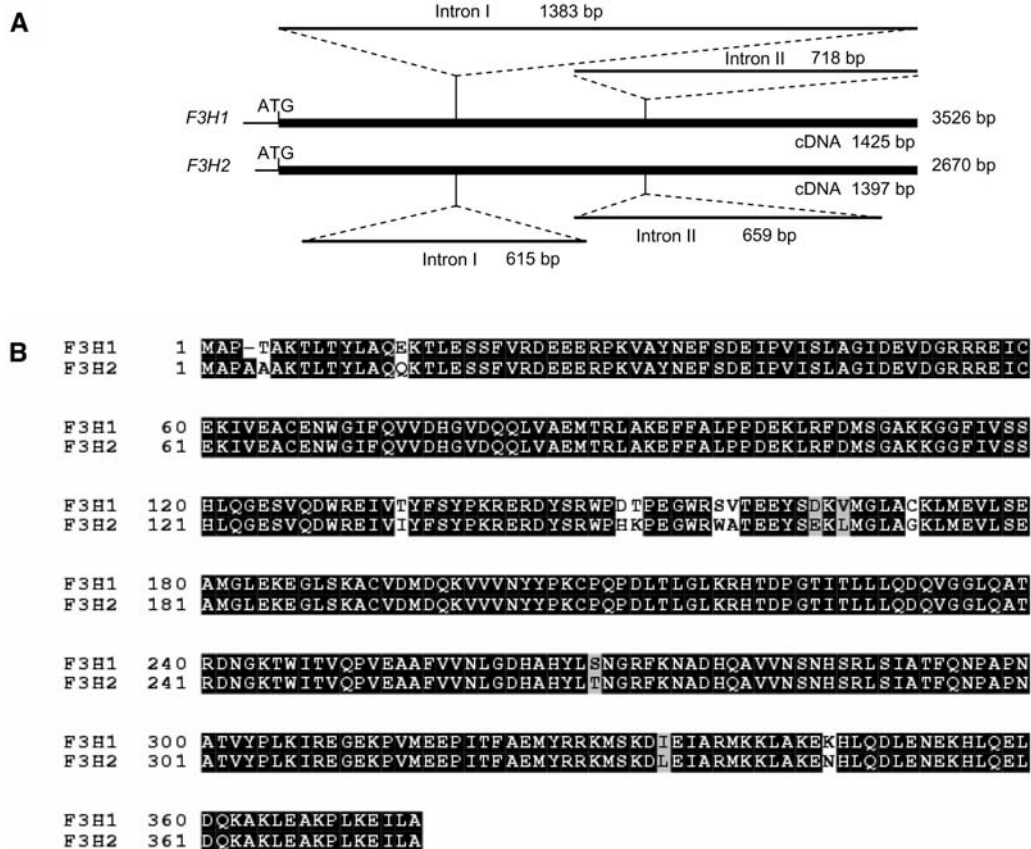 A
Intron I 1383 bp
Intron II 718 bp
ATG
F3H1
3526 bp
cDNA 1425 bp
ATG
F3H2
2670 bp
cDNA 1397 bp
Intron II 659 bp
Intron I 615 bp
B
F3H1 1 MAP-TAKTLTYLAQEKTLESSFVRDEEERPKVAYNEFSDEIPVISLAGIDEVDGRRREIC
F3H2 1 MAPAAAKTLTYLAQQKTLESSFVRDEEERPKVAYNEFSDEIPVISLAGIDEVDGRRREIC
F3H1 60 EKIVEACENWGIFQVVDHGVDQQLVAEMTRLAKEFFALPPDEKLRFDMSGAKKGGFIVSS
F3H2 61 EKIVEACENWGIFQVVDHGVDQQLVAEMTRLAKEFFALPPDEKLRFDMSGAKKGGFIVSS
F3H1 120 HLQGESVQDWREIVTYFSYPKRERDYSRWPDTPEGWRSVTEEYSDKVMGLACKLMEVLSE
F3H2 121 HLQGESVQDWREIVIYFSYPKRERDYSRWPHKPEGWRWATEEYSEKLMGLAGKLMEVLSE
F3H1 180 AMGLEKEGLSKACVDMDQKVVVNYYPKCPQPDLTLGLKRHTDPGTITLLLQDQVGGLQAT
F3H2 181 AMGLEKEGLSKACVDMDQKVVVNYYPKCPQPDLTLGLKRHTDPGTITLLLQDQVGGLQAT
F3H1 240 RDNGKTWITVQPVEAAFVVNLGDHAHYLSNGRFKNADHQAVVNSNHSRLSIATFQNPAPN
F3H2 241 RDNGKTWITVQPVEAAFVVNLGDHAHYLTNGRFKNADHQAVVNSNHSRLSIATFQNPAPN
F3H1 300 ATVYPLKIREGEKPVMEEPITFAEMYRRKMSKDIEIARMKKLAKEKHLQDLENEKHLQEL
F3H2 301 ATVYPLKIREGEKPVMEEPITFAEMYRRKMSKDLEIARMKKLAKENHLQDLENEKHLQEL
F3H1 360 DQKAKLEAKPLKEILA
F3H2 361 DQKAKLEAKPLKEILA